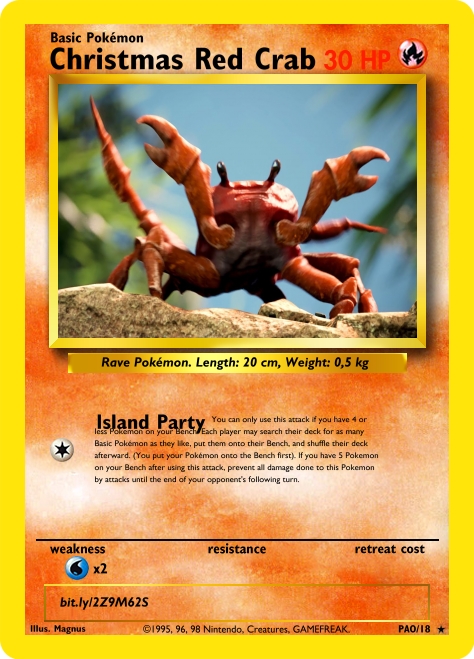 Basic Pokémon
Christmas Red Crab 30 HP
Rave Pokémon. Length: 20 cm, Weight: 0,5 kg
Island Party You can only use this attack if you have 4 or
less Pokemon on your Bench. Each player may search their deck for as many
Basic Pokémon as they like, put them onto their Bench, and shuffle their deck
afterward. (You put your Pokémon onto the Bench first). If you have 5 Pokemon
on your Bench after using this attack, prevent all damage done to this Pokemon
by attacks until the end of your opponent's following turn.
weakness resistance retreat cost
x2
bit.ly/2Z9M62S
Illus. Magnus ©1995, 96, 98 Nintendo, Creatures, GAMEFREAK. PAO/18